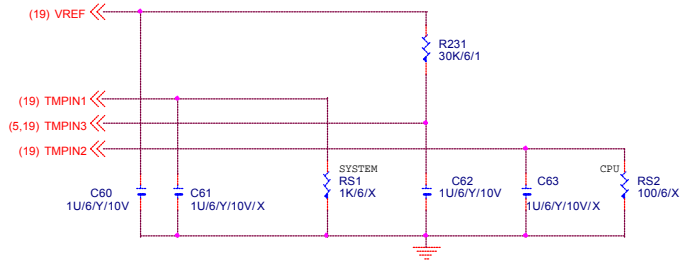 (19) VREF
R231
30K/6/1
(19) TMPIN1
(5,19) TMPIN3
(19) TMPIN2
SYSTEM
CPU
C60
1U/6/Y/10V
C61
1U/6/Y/10V/X
RS1
1K/6/X
C62
1U/6/Y/10V
C63
1U/6/Y/10V/X
RS2
100/6/X